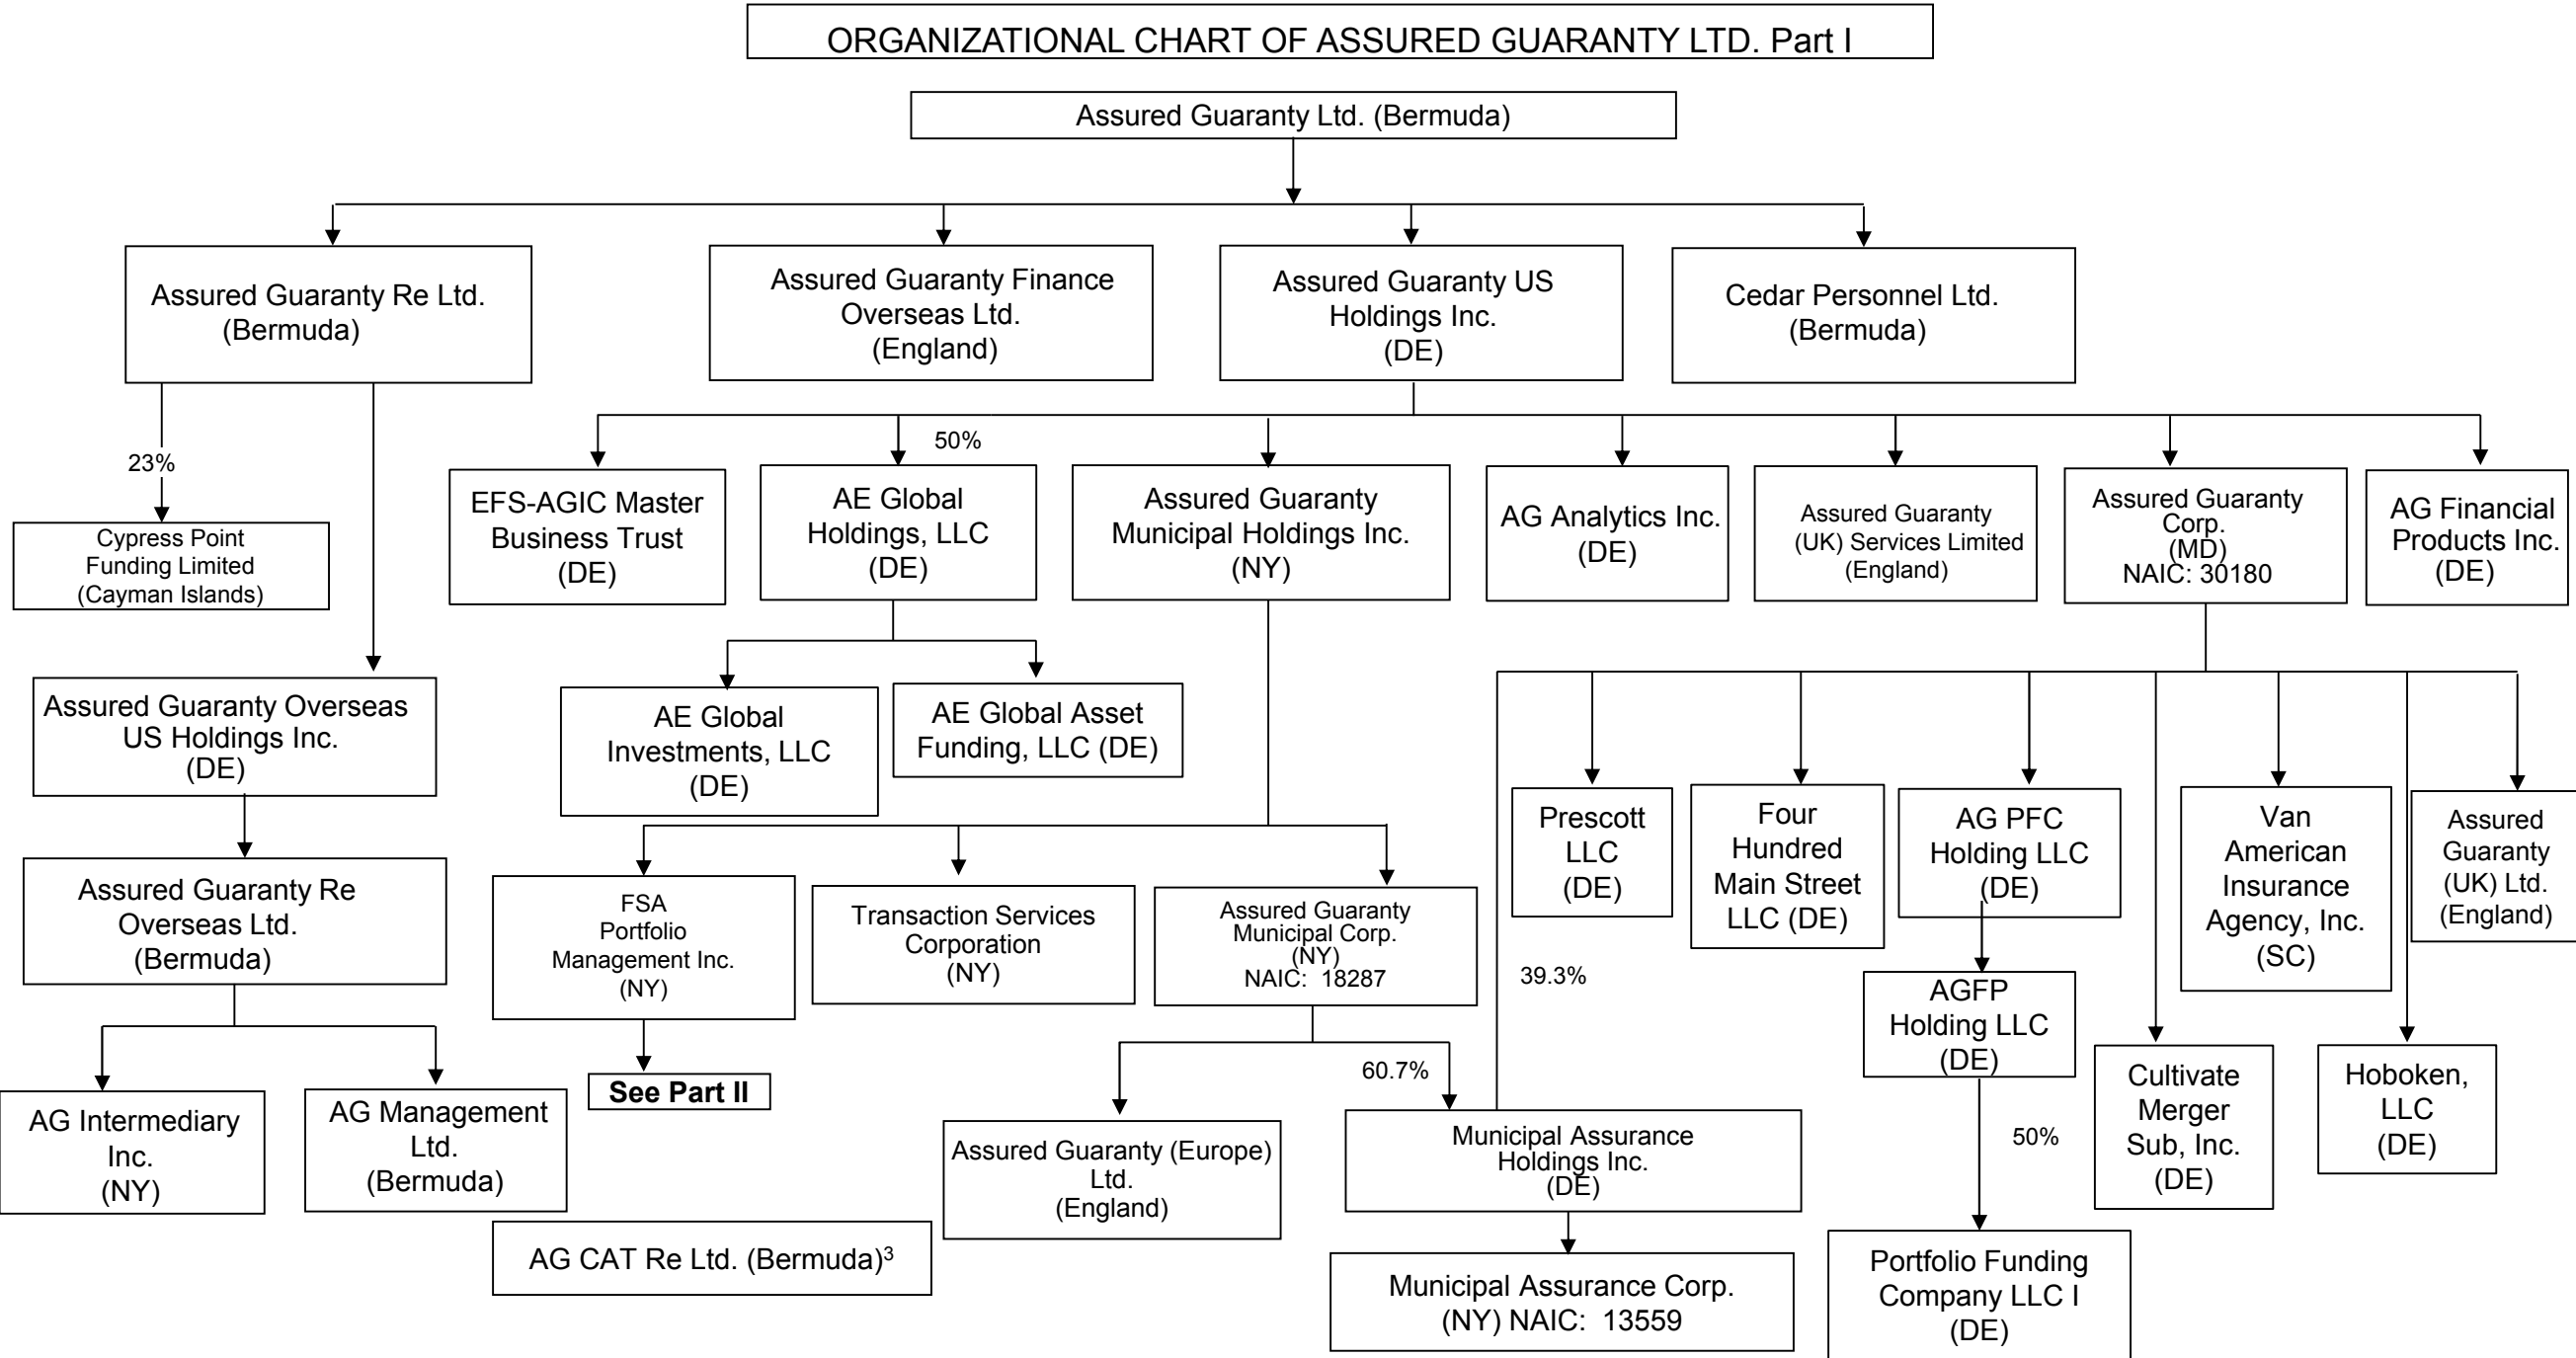 ORGANIZATIONAL CHART OF ASSURED GUARANTY LTD. Part I
Assured Guaranty Ltd. (Bermuda)
Assured Guaranty Re Ltd.
(Bermuda)
Assured Guaranty Finance
Overseas Ltd.
(England)
Assured Guaranty US
Holdings Inc.
(DE)
Cedar Personnel Ltd.
(Bermuda)
23%
50%
Cypress Point
Funding Limited
(Cayman Islands)
EFS-AGIC Master
Business Trust
(DE)
AE Global
Holdings, LLC
(DE)
Assured Guaranty
Municipal Holdings Inc.
(NY)
AG Analytics Inc.
(DE)
Assured Guaranty
(UK) Services Limited
(England)
Assured Guaranty
Corp.
(MD)
NAIC: 30180
AG Financial
Products Inc.
(DE)
Assured Guaranty Overseas
US Holdings Inc.
(DE)
AE Global
Investments, LLC
(DE)
AE Global Asset
Funding, LLC (DE)
Prescott
LLC
(DE)
Four
Hundred
Main Street
LLC (DE)
AG PFC
Holding LLC
(DE)
Van
American
Insurance
Agency, Inc.
(SC)
Assured
Guaranty
(UK) Ltd.
(England)
Assured Guaranty Re
Overseas Ltd.
(Bermuda)
FSA
Portfolio
Management Inc.
(NY)
Transaction Services
Corporation
(NY)
Assured Guaranty
Municipal Corp.
(NY)
NAIC: 18287
39.3%
AGFP
Holding LLC
(DE)
60.7%
See Part II
AG Intermediary
Inc.
(NY)
AG Management
Ltd.
(Bermuda)
Assured Guaranty (Europe)
Ltd.
(England)
Municipal Assurance
Holdings Inc.
(DE)
50%
Cultivate
Merger
Sub, Inc.
(DE)
Hoboken,
LLC
(DE)
AG CAT Re Ltd. (Bermuda)³
Municipal Assurance Corp.
(NY) NAIC: 13559
Portfolio Funding
Company LLC I
(DE)